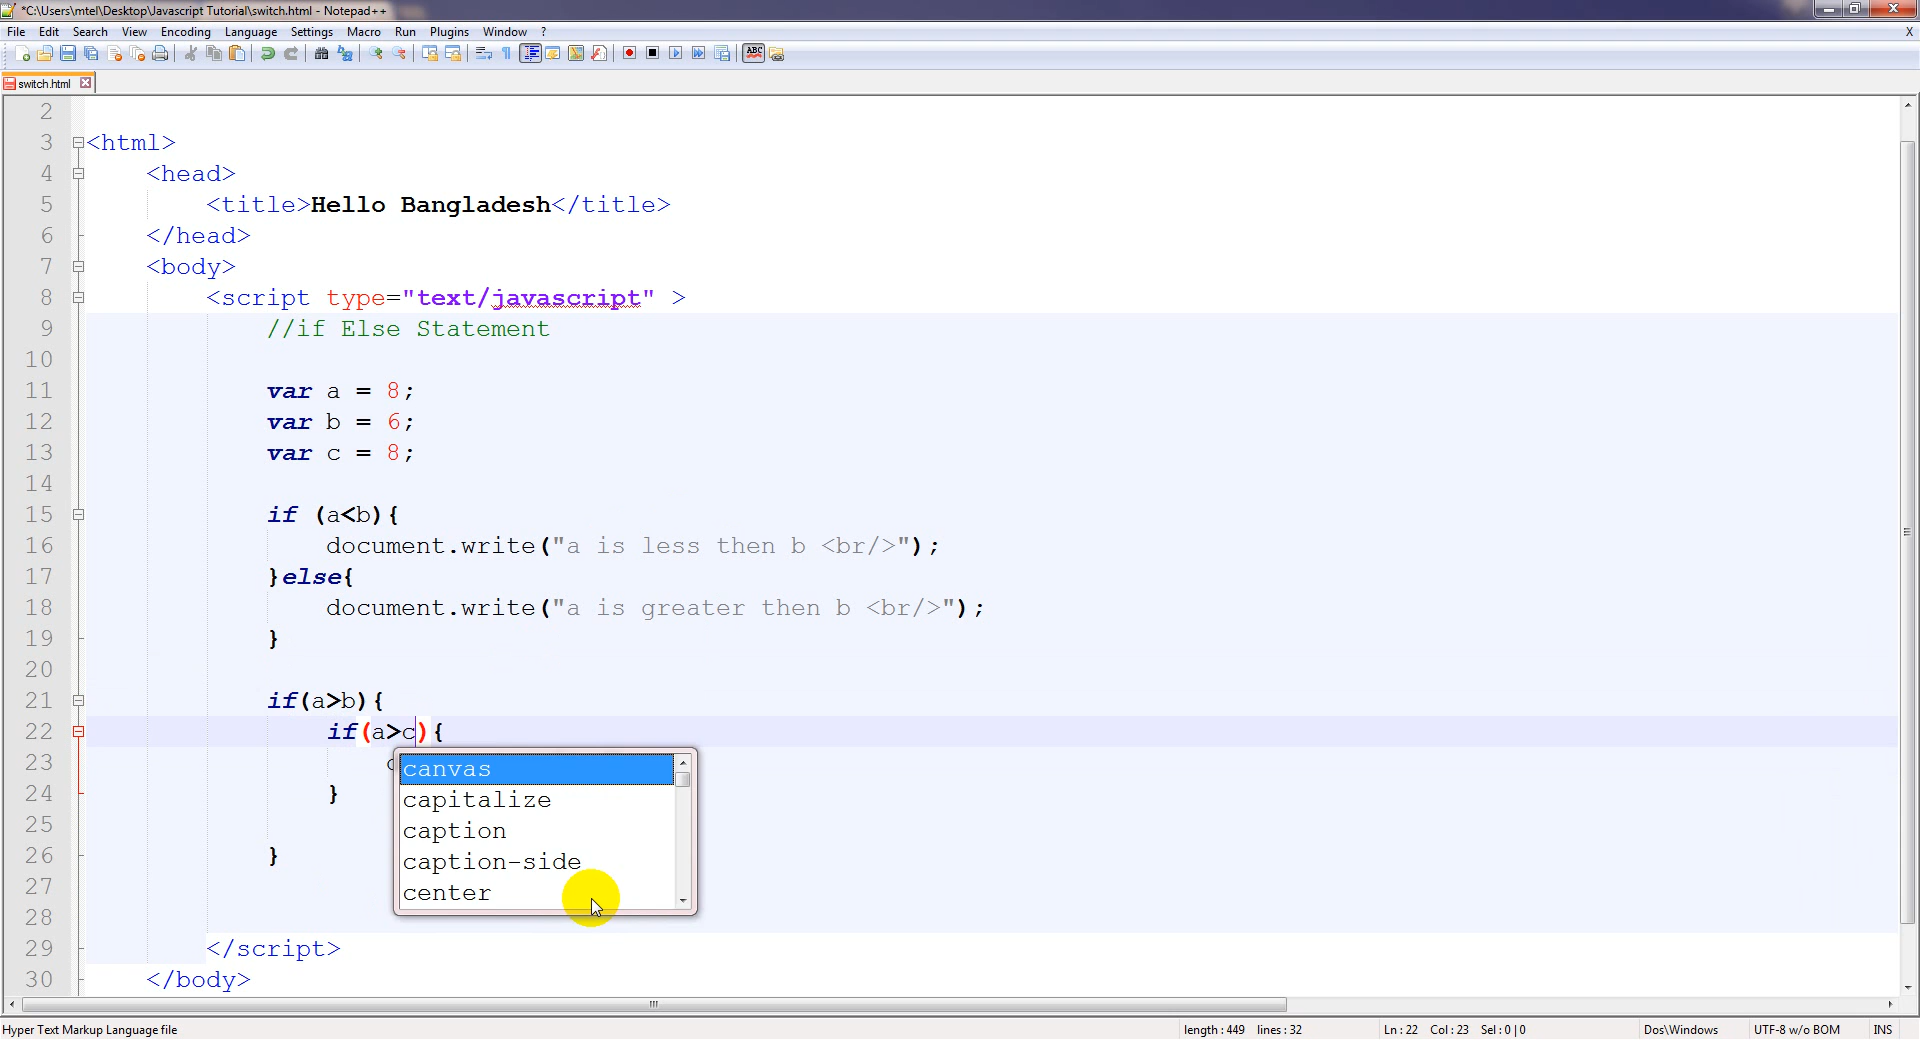 *C:\Users\mtel\Desktop\Javascript Tutorial\switch.html - Notepad++
File Edit Search View Encoding Language Settings Macro Run Plugins Window ? X
ABC
switch.html
2
3 <html>
4 <head>
5 <title>Hello Bangladesh</title>
6 </head>
7 <body>
8 <script type="text/javascript" >
9 //if Else Statement
10
11 var a = 8;
12 var b = 6;
13 var c = 8;
14
15 if (a<b){
16 document.write("a is less then b <br/>");
17 }else{
18 document.write("a is greater then b <br/>");
19 }
20
21 if(a>b){
22 if(a>c){
23
24 }
25
26 }
27
28
29 </script>
30 </body>
canvas
capitalize
caption
caption-side
center
Hyper Text Markup Language file length : 449 lines : 32 Ln : 22 Col : 23 Sel : 0 | 0 Dos\Windows UTF-8 w/o BOM INS